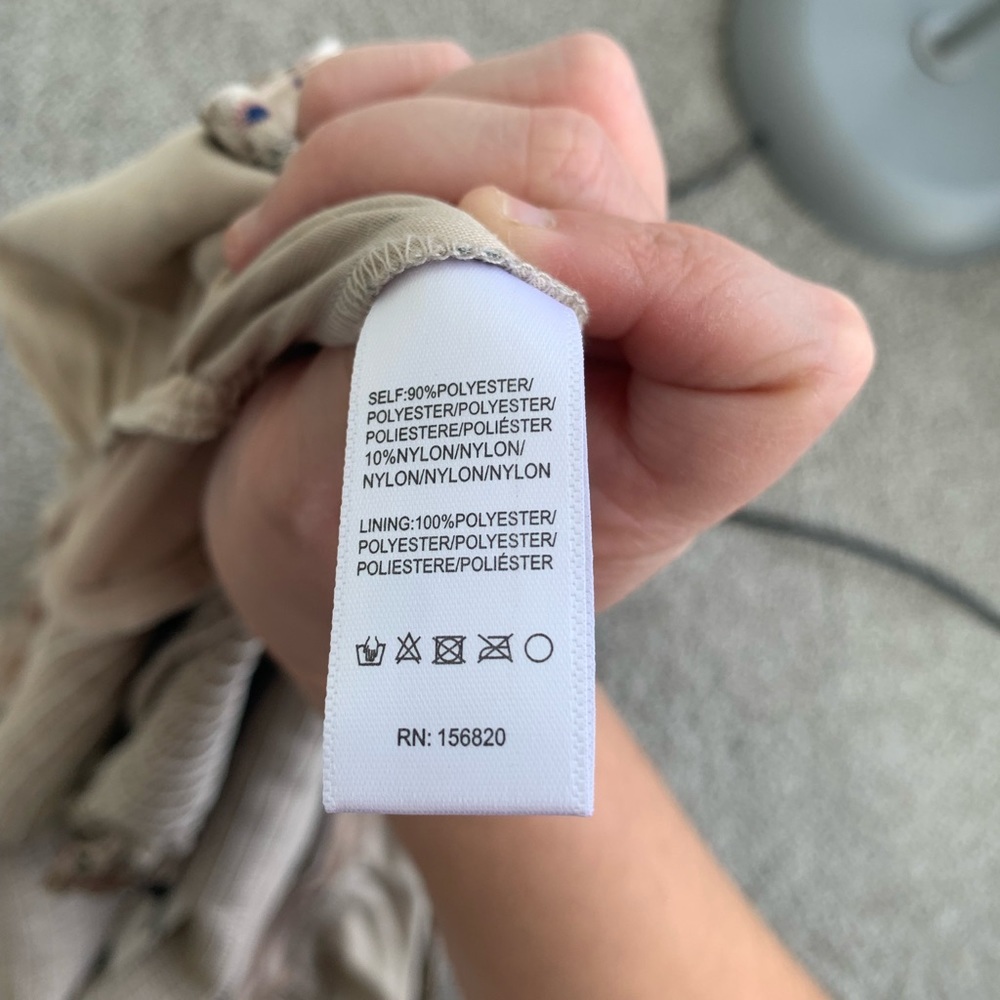 SELF:90%POLYESTER/
POLYESTER/POLYESTER/
POLIESTERE/POLIÉSTER
10%NYLON/NYLON/
NYLON/NYLON/NYLON
LINING:100%POLYESTER/
POLYESTER/POLYESTER/
POLIESTERE/POLIÉSTER
RN: 156820